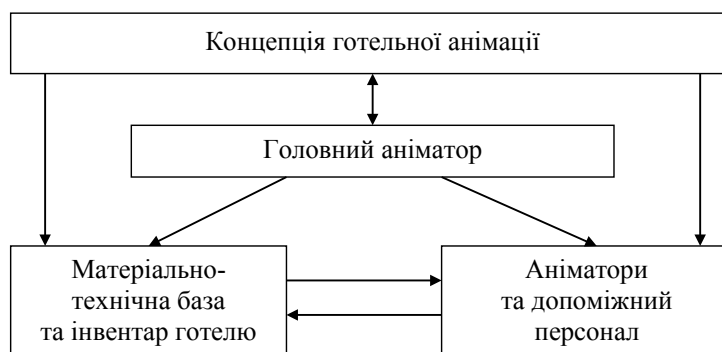 Концепція готельної анімації
Головний аніматор
Матеріально-
технічна база
та інвентар готелю
Аніматори
та допоміжний
персонал